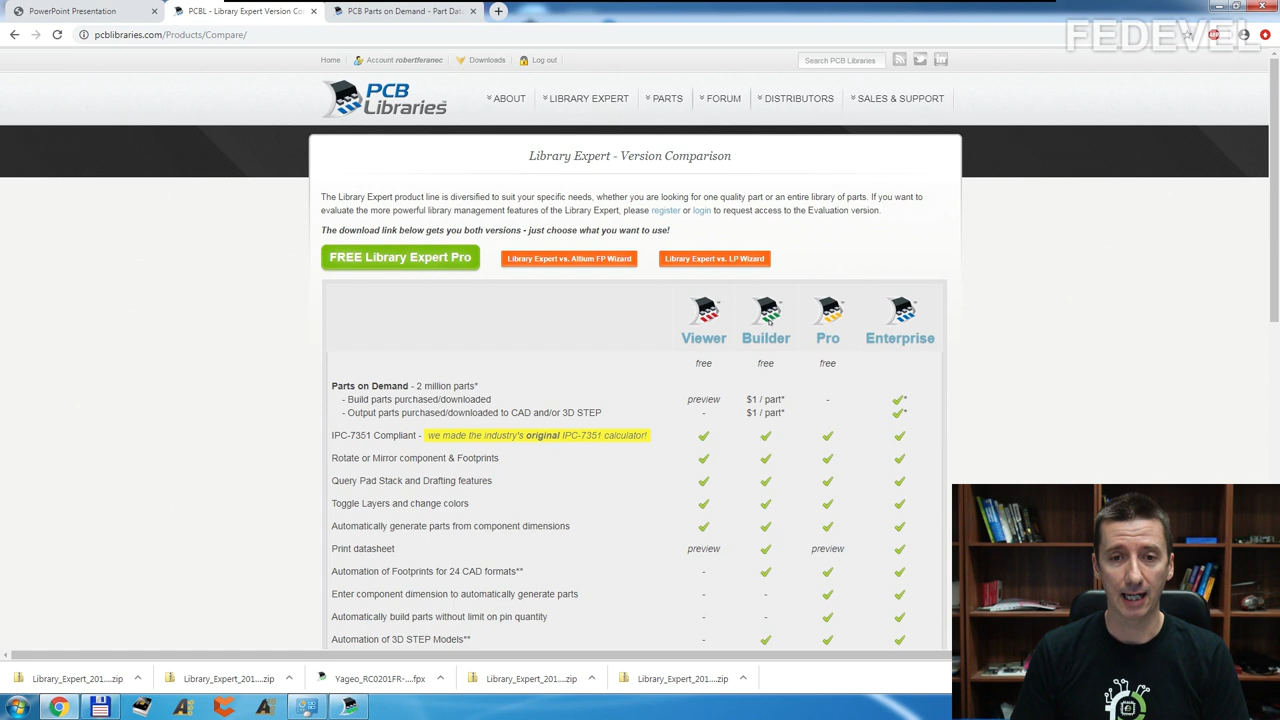 PowerPoint Presentation
PCBL - Library Expert Version Co
PCB Parts on Demand - Part Dat
pcblibraries.com/Products/Compare/
FEDEVEL
Home
Account robertferanec
Downloads
Log out
Search PCB Libraries
PCB
Libraries
ABOUT
LIBRARY EXPERT
PARTS
FORUM
DISTRIBUTORS
SALES & SUPPORT
Library Expert - Version Comparison
The Library Expert product line is diversified to suit your specific needs, whether you are looking for one quality part or an entire library of parts. If you want to
evaluate the more powerful library management features of the Library Expert, please register or login to request access to the Evaluation version.
The download link below gets you both versions - just choose what you want to use!
FREE Library Expert Pro
Library Expert vs. Altium FP Wizard
Library Expert vs. LP Wizard
Viewer Builder Pro Enterprise
free free free
Parts on Demand - 2 million parts*
- Build parts purchased/downloaded preview $1 / part* - *
- Output parts purchased/downloaded to CAD and/or 3D STEP - $1 / part* *
IPC-7351 Compliant - we made the industry's original IPC-7351 calculator!
Rotate or Mirror component & Footprints
Query Pad Stack and Drafting features
Toggle Layers and change colors
Automatically generate parts from component dimensions
Print datasheet preview preview
Automation of Footprints for 24 CAD formats** -
Enter component dimension to automatically generate parts - -
Automatically build parts without limit on pin quantity - -
Automation of 3D STEP Models** -
Library_Expert_201....zip
Library_Expert_201....zip
Yageo_RC0201FR-....fpx
Library_Expert_201....zip
Library_Expert_201....zip